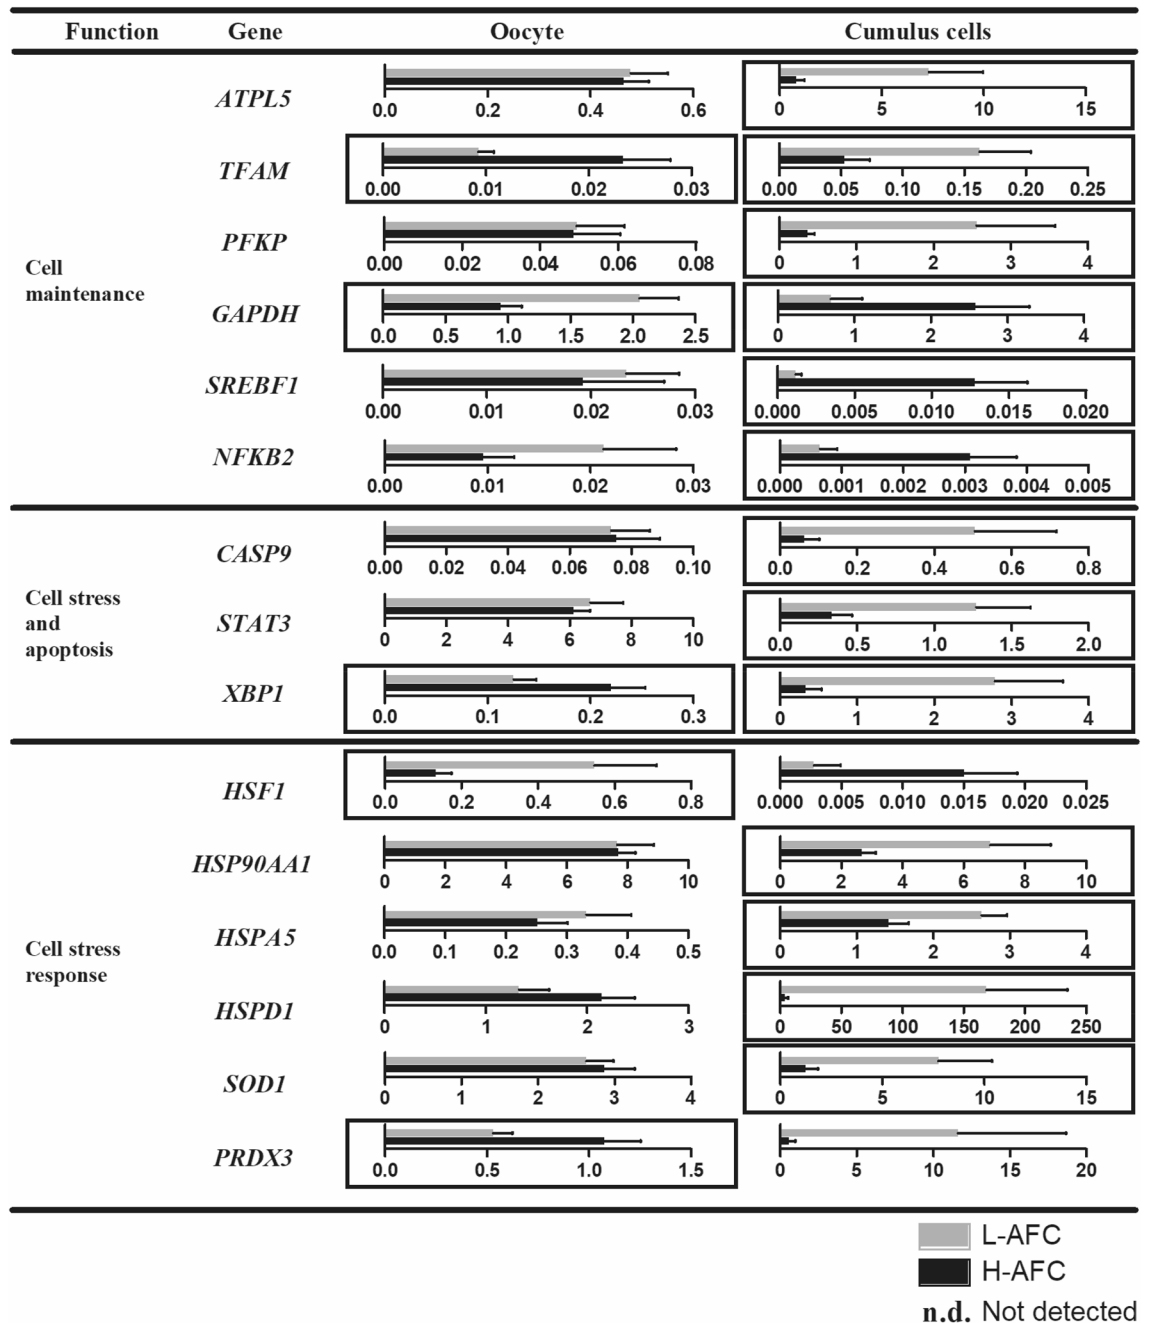 Function Gene Oocyte Cumulus cells
ATPL5
0.0 0.2 0.4 0.6
0 5 10 15
TFAM
0.00 0.01 0.02 0.03
0.00 0.05 0.10 0.15 0.20 0.25
PFKP
0.00 0.02 0.04 0.06 0.08
0 1 2 3 4
Cell
maintenance
GAPDH
0.0 0.5 1.0 1.5 2.0 2.5
0 1 2 3 4
SREBF1
0.00 0.01 0.02 0.03
0.000 0.005 0.010 0.015 0.020
NFKB2
0.00 0.01 0.02 0.03
0.000 0.001 0.002 0.003 0.004 0.005
CASP9
0.00 0.02 0.04 0.06 0.08 0.10
0.0 0.2 0.4 0.6 0.8
Cell stress
and
apoptosis
STAT3
0 2 4 6 8 10
0.0 0.5 1.0 1.5 2.0
XBP1
0.0 0.1 0.2 0.3
0 1 2 3 4
HSF1
0.0 0.2 0.4 0.6 0.8
0.000 0.005 0.010 0.015 0.020 0.025
HSP90AA1
0 2 4 6 8 10
0 2 4 6 8 10
HSPA5
0.0 0.1 0.2 0.3 0.4 0.5
0 1 2 3 4
Cell stress
response
HSPD1
0 1 2 3
0 50 100 150 200 250
SOD1
0 1 2 3 4
0 5 10 15
PRDX3
0.0 0.5 1.0 1.5
0 5 10 15 20
L-AFC
H-AFC
n.d. Not detected